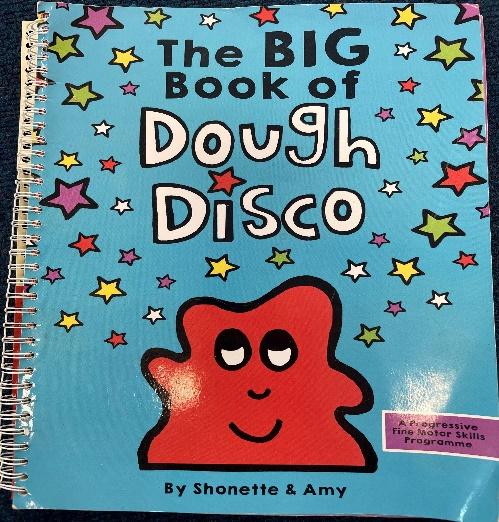 The BIG
Book of
Dough
Disco
A Progressive
Fine Motor Skills
Programme
By Shonette & Amy